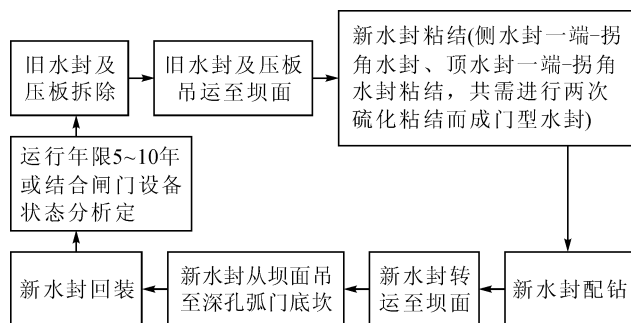 旧水封及
压板拆除
旧水封及压板
吊运至坝面
新水封粘结(侧水封一端-拐
角水封、顶水封一端-拐角
水封粘结，共需进行两次
硫化粘结而成门型水封)
运行年限5~10年
或结合闸门设备
状态分析定
新水封回装
新水封从坝面吊
至深孔弧门底坎
新水封转
运至坝面
新水封配钻